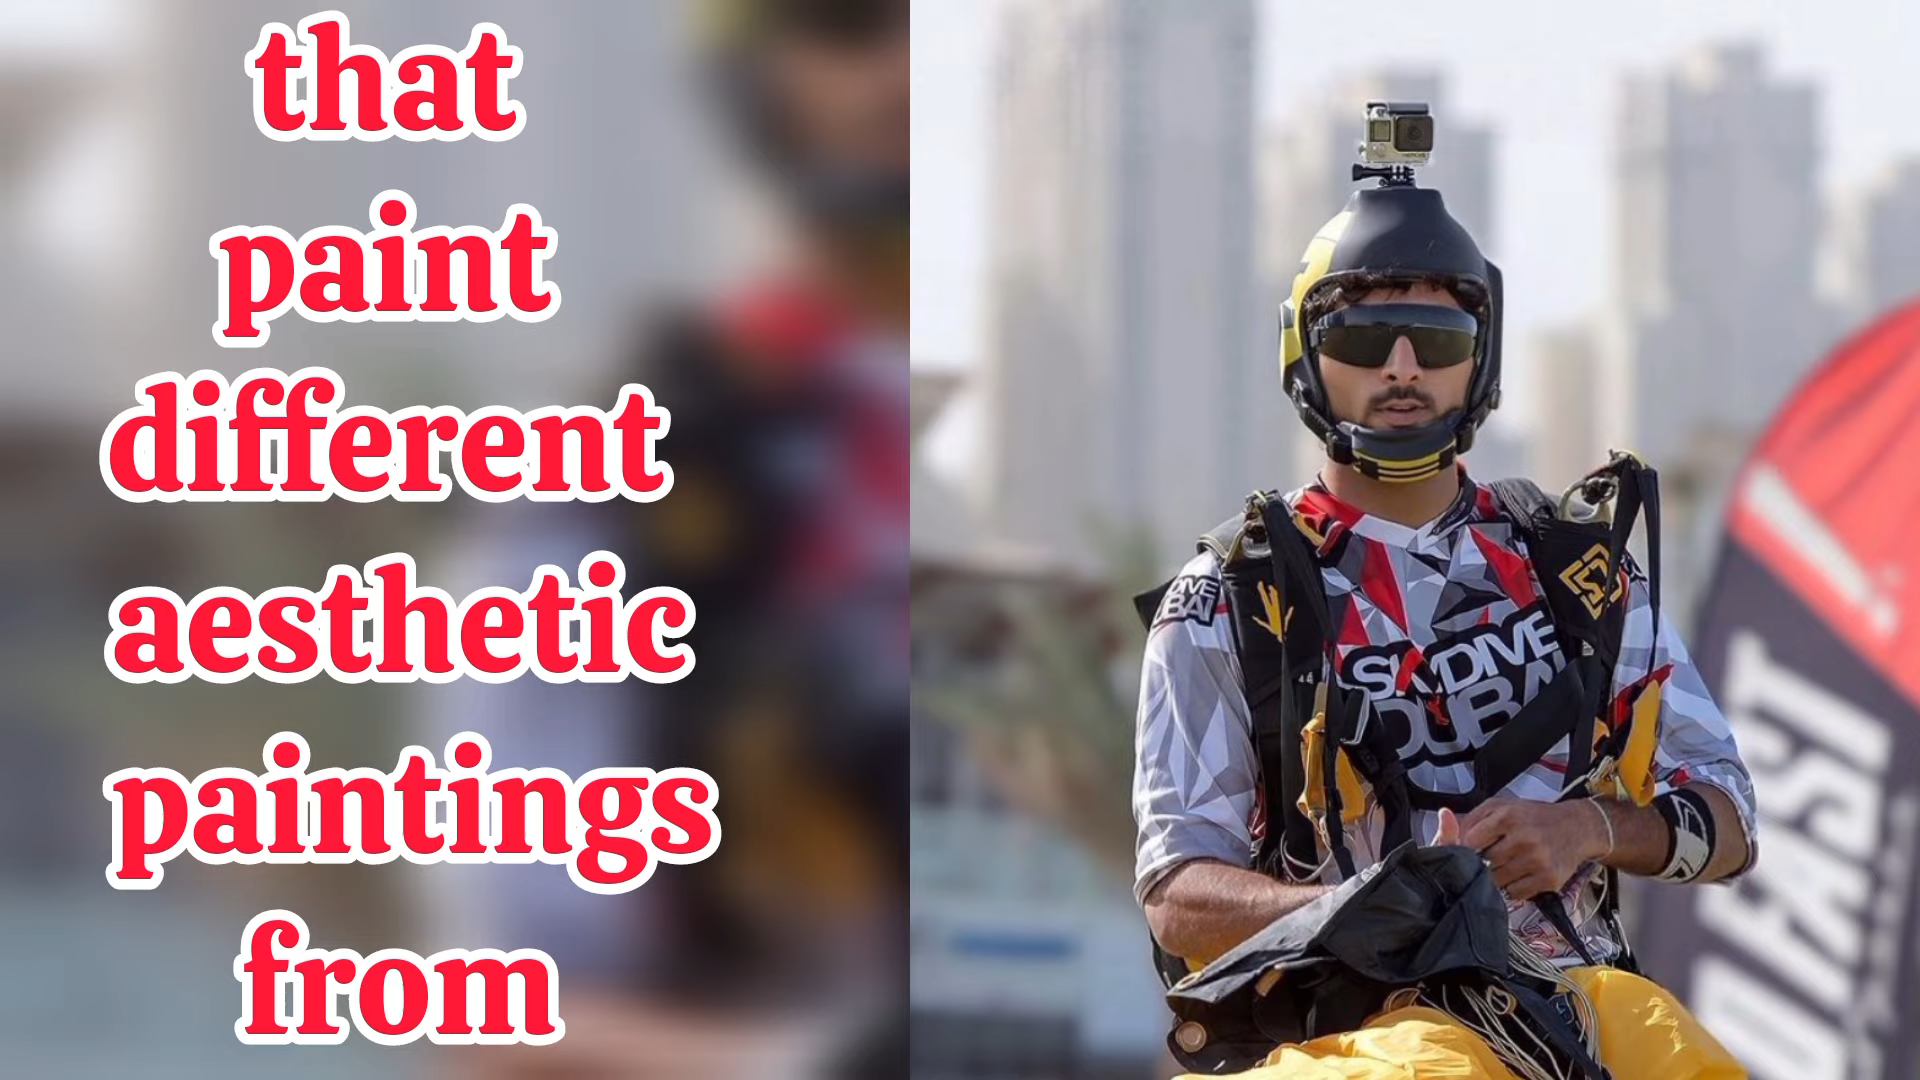 that
paint
different
aesthetic
paintings
from
SKYDIVE
DUBAI